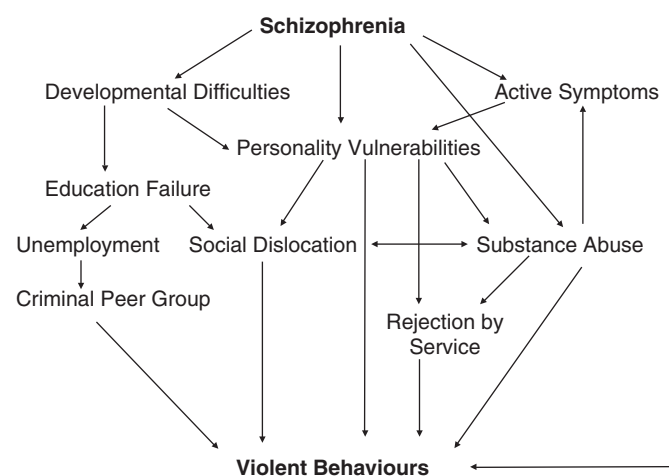 Schizophrenia
Developmental Difficulties
Active Symptoms
Personality Vulnerabilities
Education Failure
Unemployment
Social Dislocation
Substance Abuse
Criminal Peer Group
Rejection by
Service
Violent Behaviours